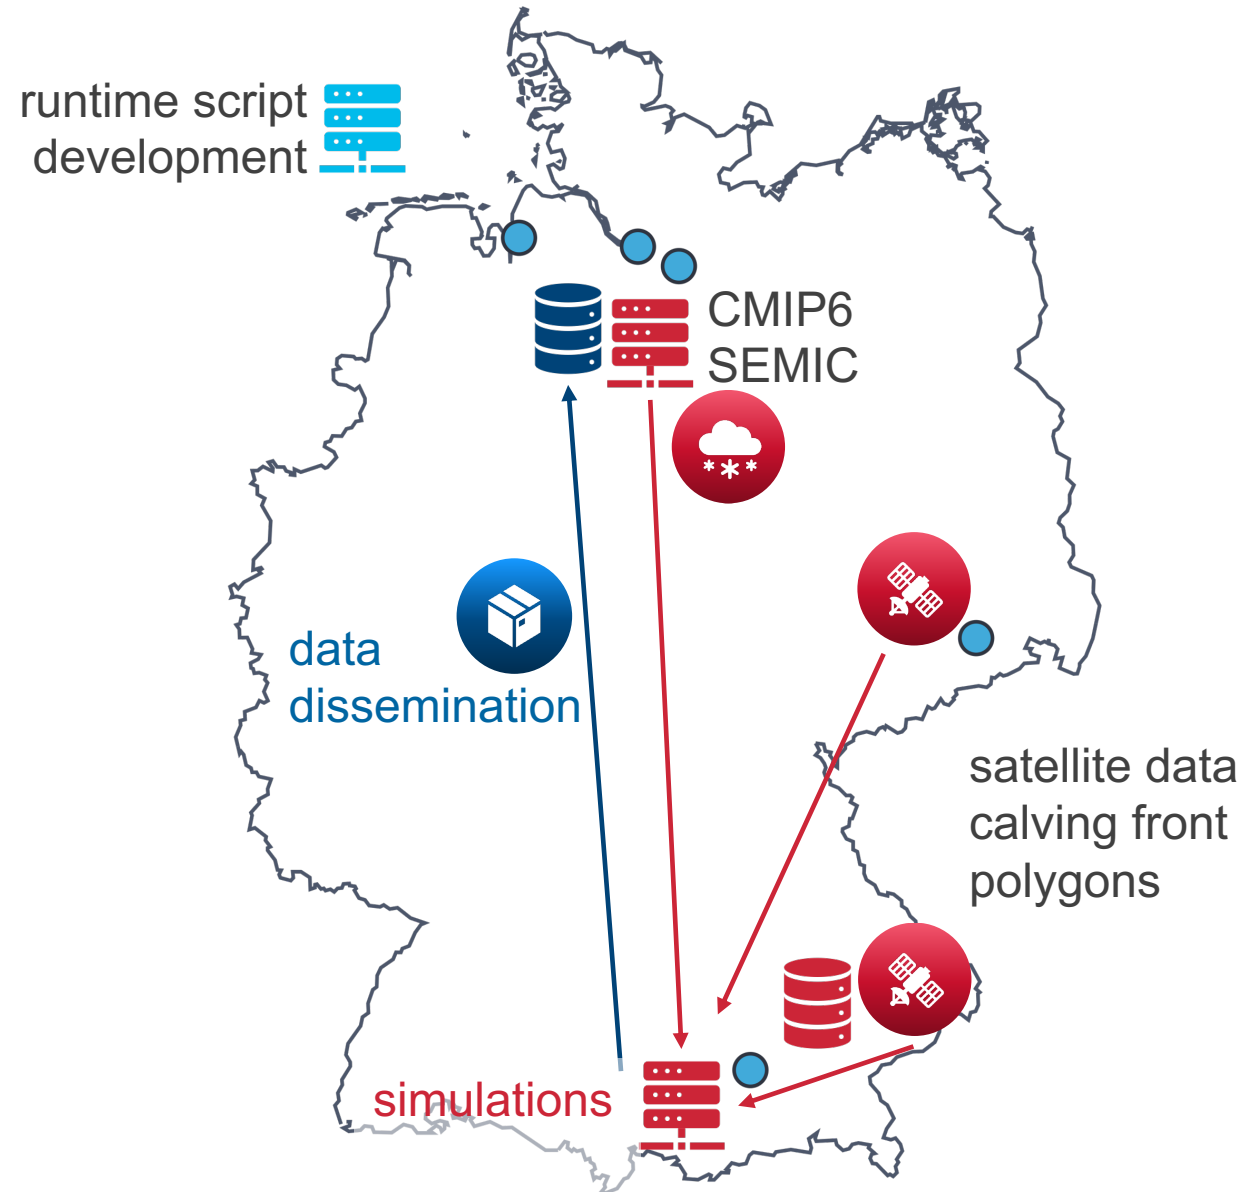 runtime script
development
CMIP6
SEMIC
data
dissemination
satellite data
calving front
polygons
simulations